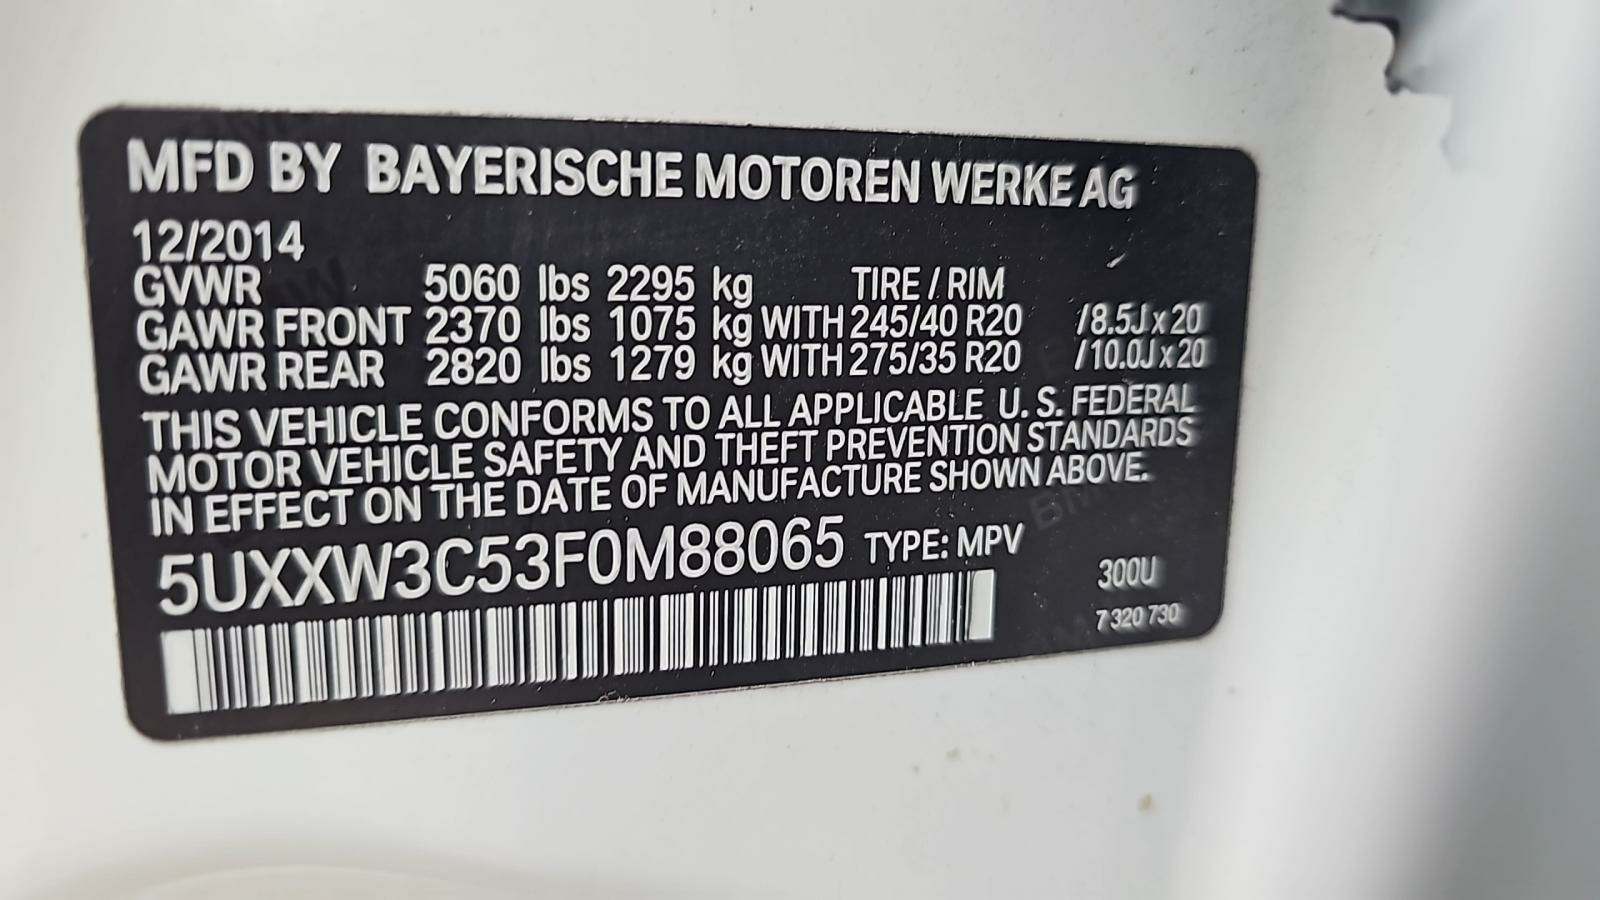 MFD BY BAYERISCHE MOTOREN WERKE AG
12/2014
GVWR 5060 lbs 2295 kg TIRE / RIM
GAWR FRONT 2370 lbs 1075 kg WITH 245/40 R20 /8.5J x 20
GAWR REAR 2820 lbs 1279 kg WITH 275/35 R20 /10.0J x 20
THIS VEHICLE CONFORMS TO ALL APPLICABLE U. S. FEDERAL
MOTOR VEHICLE SAFETY AND THEFT PREVENTION STANDARDS
IN EFFECT ON THE DATE OF MANUFACTURE SHOWN ABOVE.
5UXXW3C53F0M88065 TYPE: MPV
300U
7 320 730